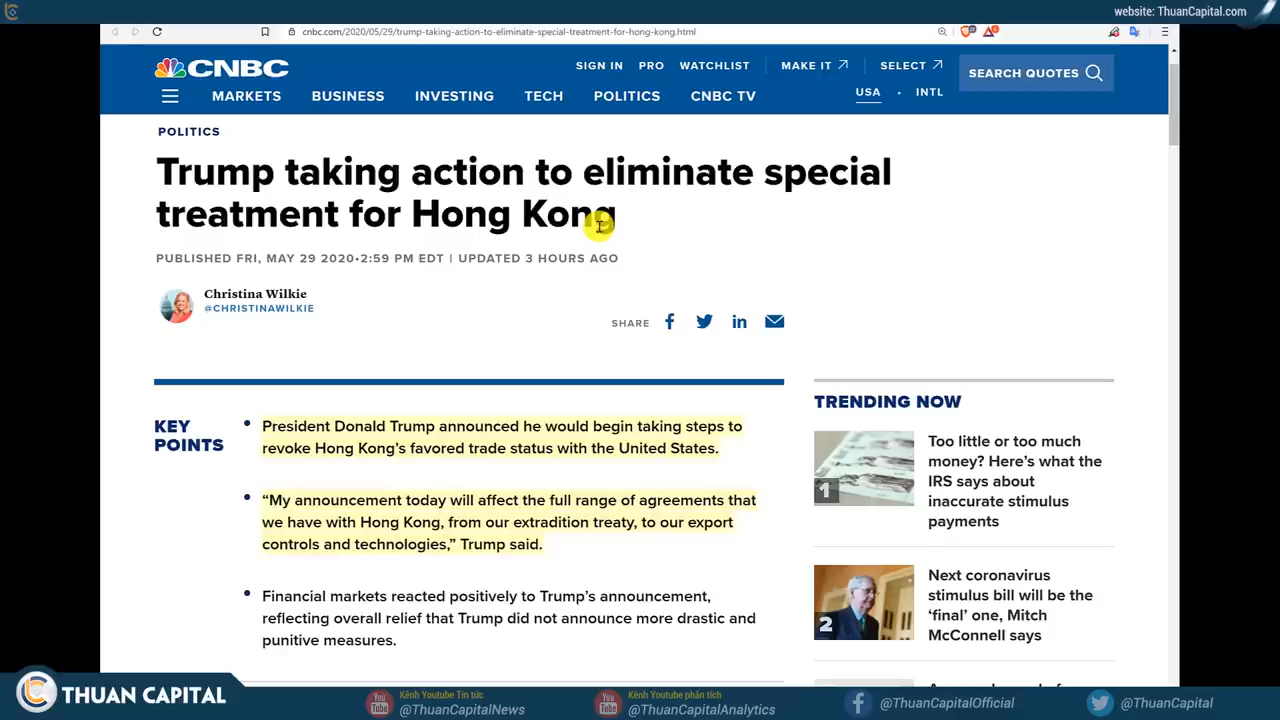 website: ThuanCapital.com
cnbc.com/2020/05/29/trump-taking-action-to-eliminate-special-treatment-for-hong-kong.html
CNBC
SIGN IN PRO WATCHLIST MAKE IT SELECT
SEARCH QUOTES
USA • INTL
MARKETS BUSINESS INVESTING TECH POLITICS CNBC TV
POLITICS
Trump taking action to eliminate special
treatment for Hong Kong
PUBLISHED FRI, MAY 29 2020•2:59 PM EDT | UPDATED 3 HOURS AGO
Christina Wilkie
@CHRISTINAWILKIE
SHARE
KEY
POINTS
• President Donald Trump announced he would begin taking steps to
revoke Hong Kong’s favored trade status with the United States.
• “My announcement today will affect the full range of agreements that
we have with Hong Kong, from our extradition treaty, to our export
controls and technologies,” Trump said.
• Financial markets reacted positively to Trump’s announcement,
reflecting overall relief that Trump did not announce more drastic and
punitive measures.
TRENDING NOW
1
Too little or too much
money? Here’s what the
IRS says about
inaccurate stimulus
payments
2
Next coronavirus
stimulus bill will be the
‘final’ one, Mitch
McConnell says
THUAN CAPITAL
You Tube
Kênh Youtube Tin tức
@ThuanCapitalNews
You Tube
Kênh Youtube phân tích
@ThuanCapitalAnalytics
@ThuanCapitalOfficial
@ThuanCapital